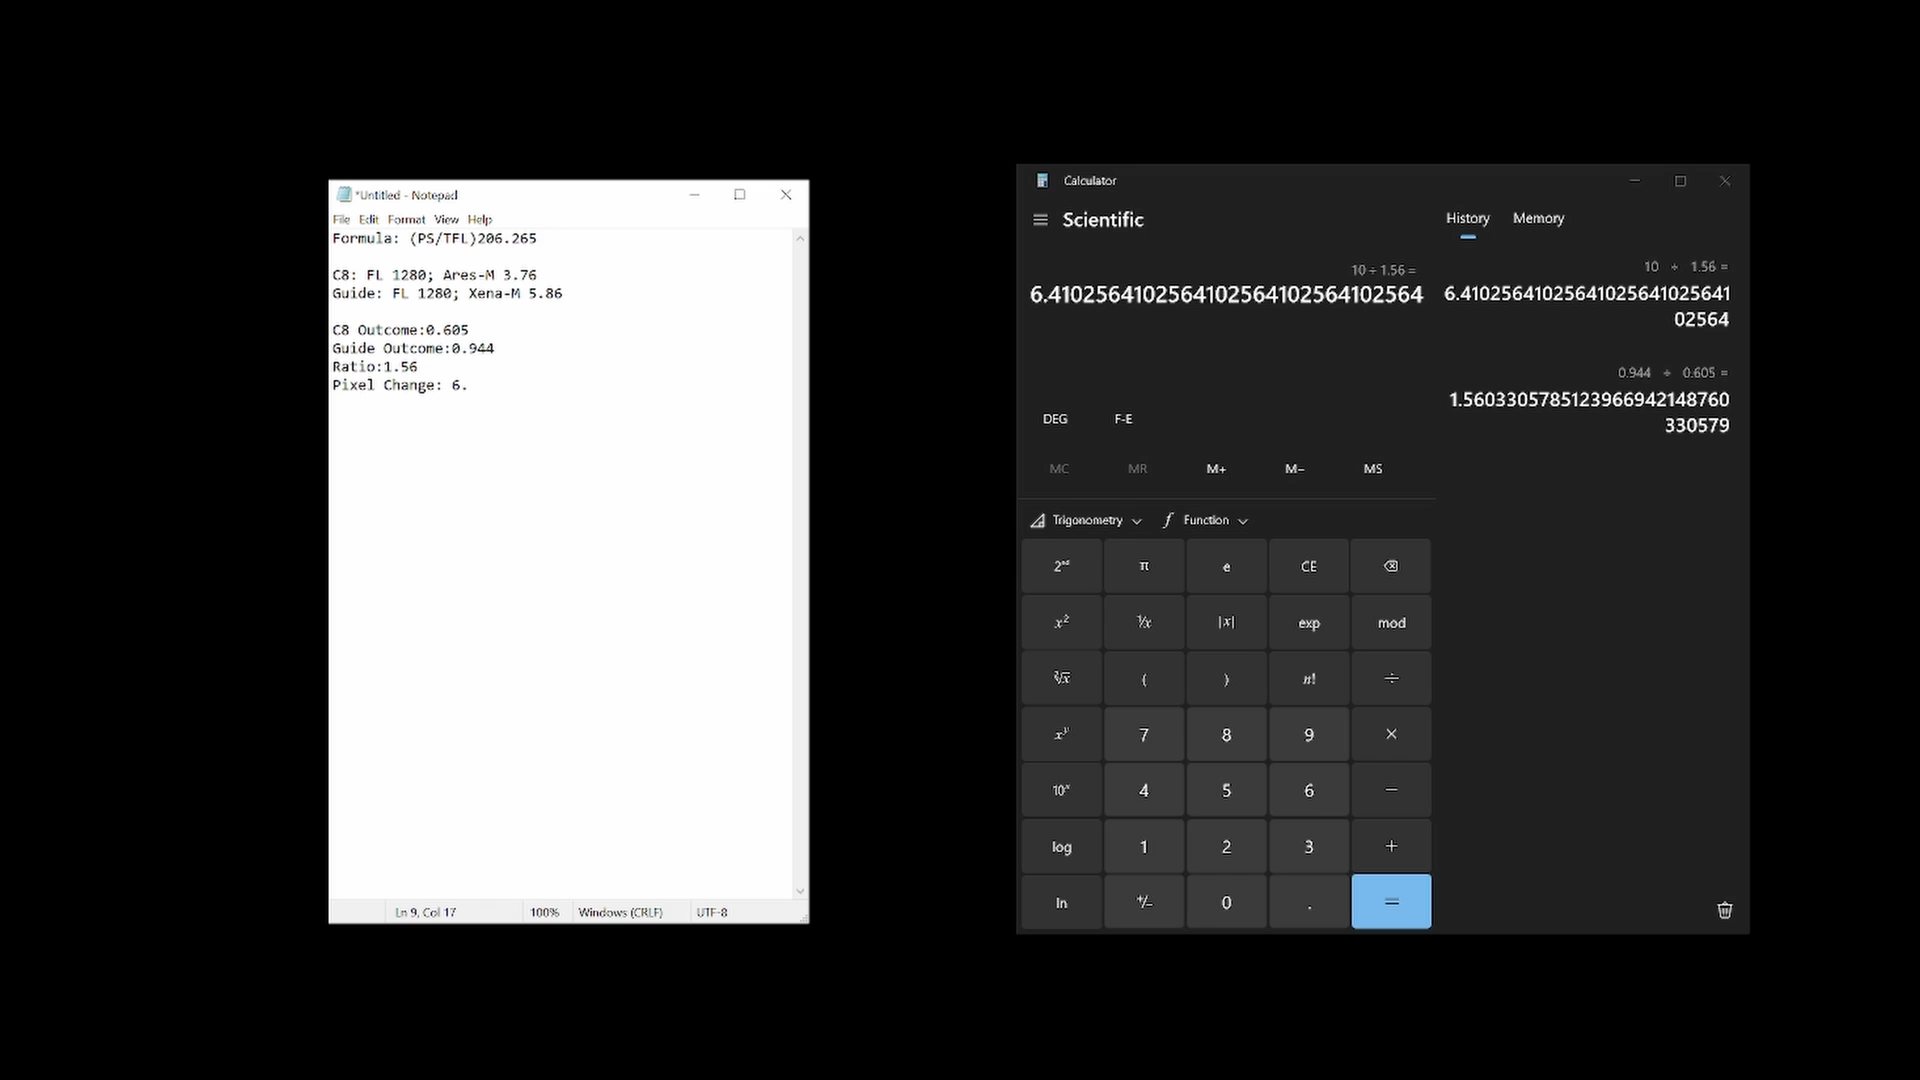 *Untitled - Notepad
File Edit Format View Help
Formula: (PS/TFL)206.265
C8: FL 1280; Ares-M 3.76
Guide: FL 1280; Xena-M 5.86
C8 Outcome:0.605
Guide Outcome:0.944
Ratio:1.56
Pixel Change: 6.
Ln 9, Col 17 100% Windows (CRLF) UTF-8
Calculator
Scientific
10 ÷ 1.56 =
6.4102564102564102564102564102564
DEG F-E
MC MR M+ M- MS
Trigonometry Function
2ⁿᵈ π e CE
x² ¹/x |x| exp mod
²√x ( ) n! ÷
xʸ 7 8 9 ×
10ˣ 4 5 6 −
log 1 2 3 +
ln +/− 0 . =
History Memory
10 ÷ 1.56 =
6.41025641025641025641025641
02564
0.944 ÷ 0.605 =
1.5603305785123966942148760
330579